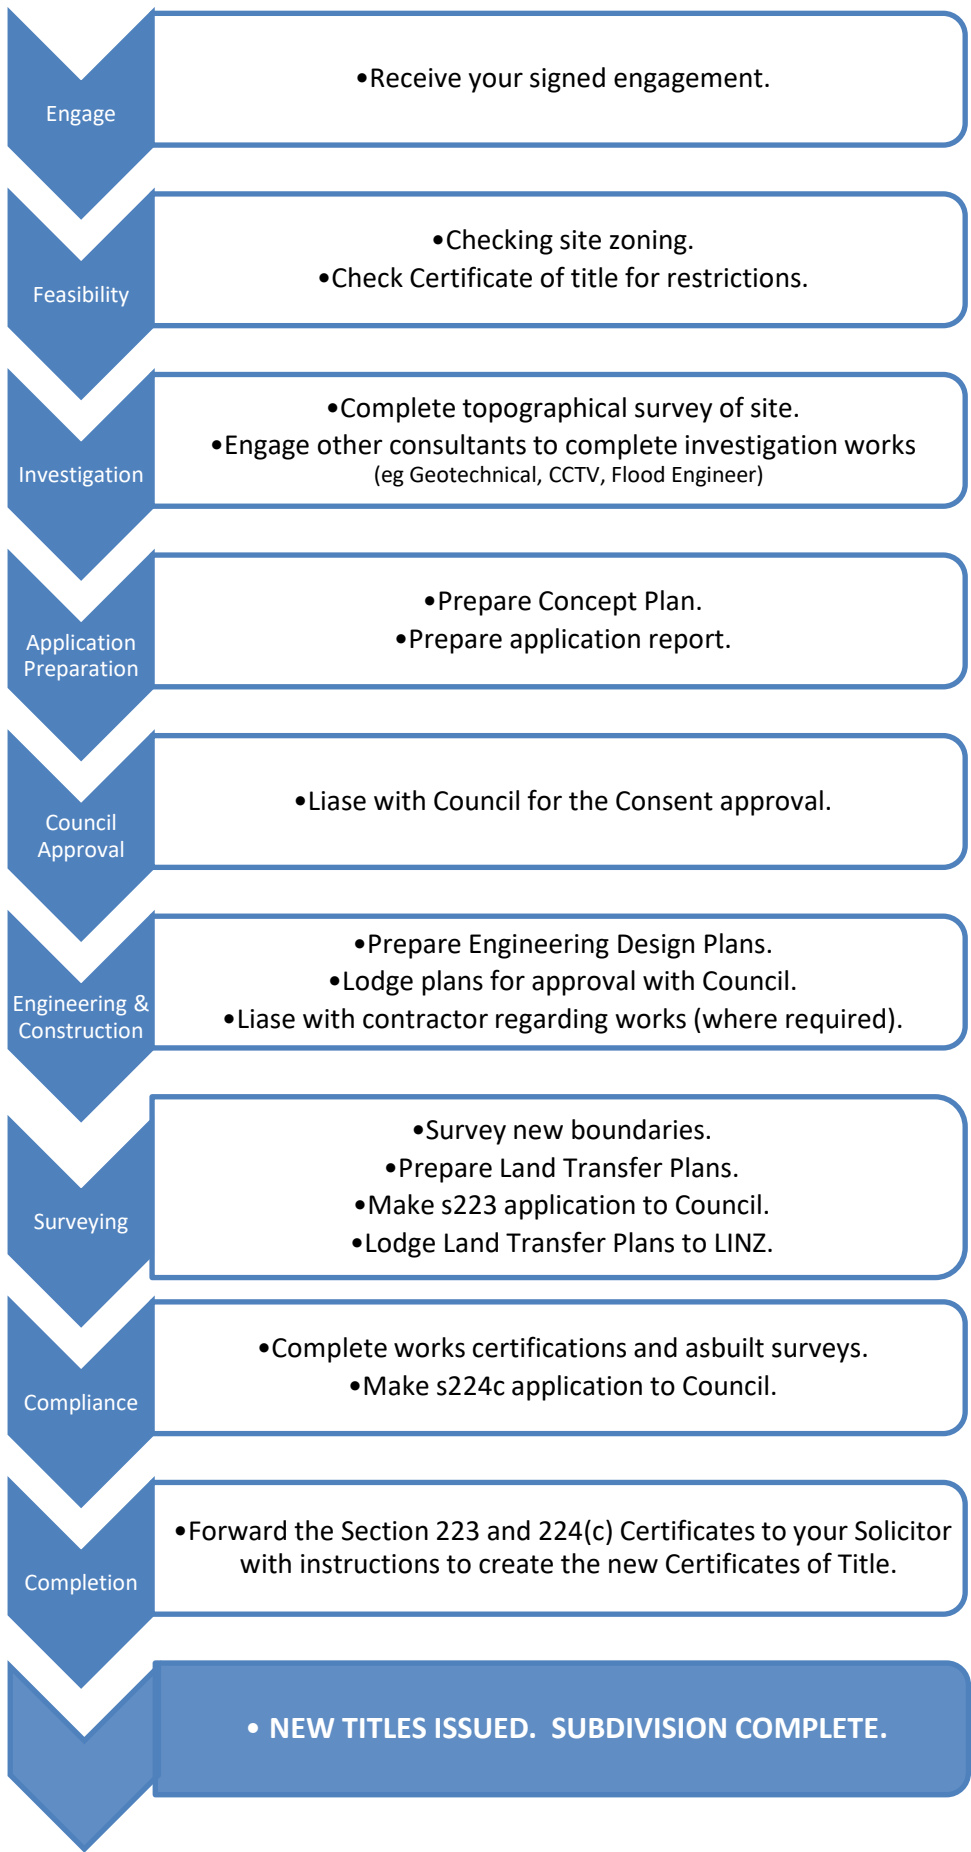 Engage
•Receive your signed engagement.
Feasibility
•Checking site zoning.
•Check Certificate of title for restrictions.
Investigation
•Complete topographical survey of site.
•Engage other consultants to complete investigation works
(eg Geotechnical, CCTV, Flood Engineer)
Application
Preparation
•Prepare Concept Plan.
•Prepare application report.
Council
Approval
•Liase with Council for the Consent approval.
Engineering &
Construction
•Prepare Engineering Design Plans.
•Lodge plans for approval with Council.
•Liase with contractor regarding works (where required).
Surveying
•Survey new boundaries.
•Prepare Land Transfer Plans.
•Make s223 application to Council.
•Lodge Land Transfer Plans to LINZ.
Compliance
•Complete works certifications and asbuilt surveys.
•Make s224c application to Council.
Completion
•Forward the Section 223 and 224(c) Certificates to your Solicitor
with instructions to create the new Certificates of Title.
• NEW TITLES ISSUED.  SUBDIVISION COMPLETE.